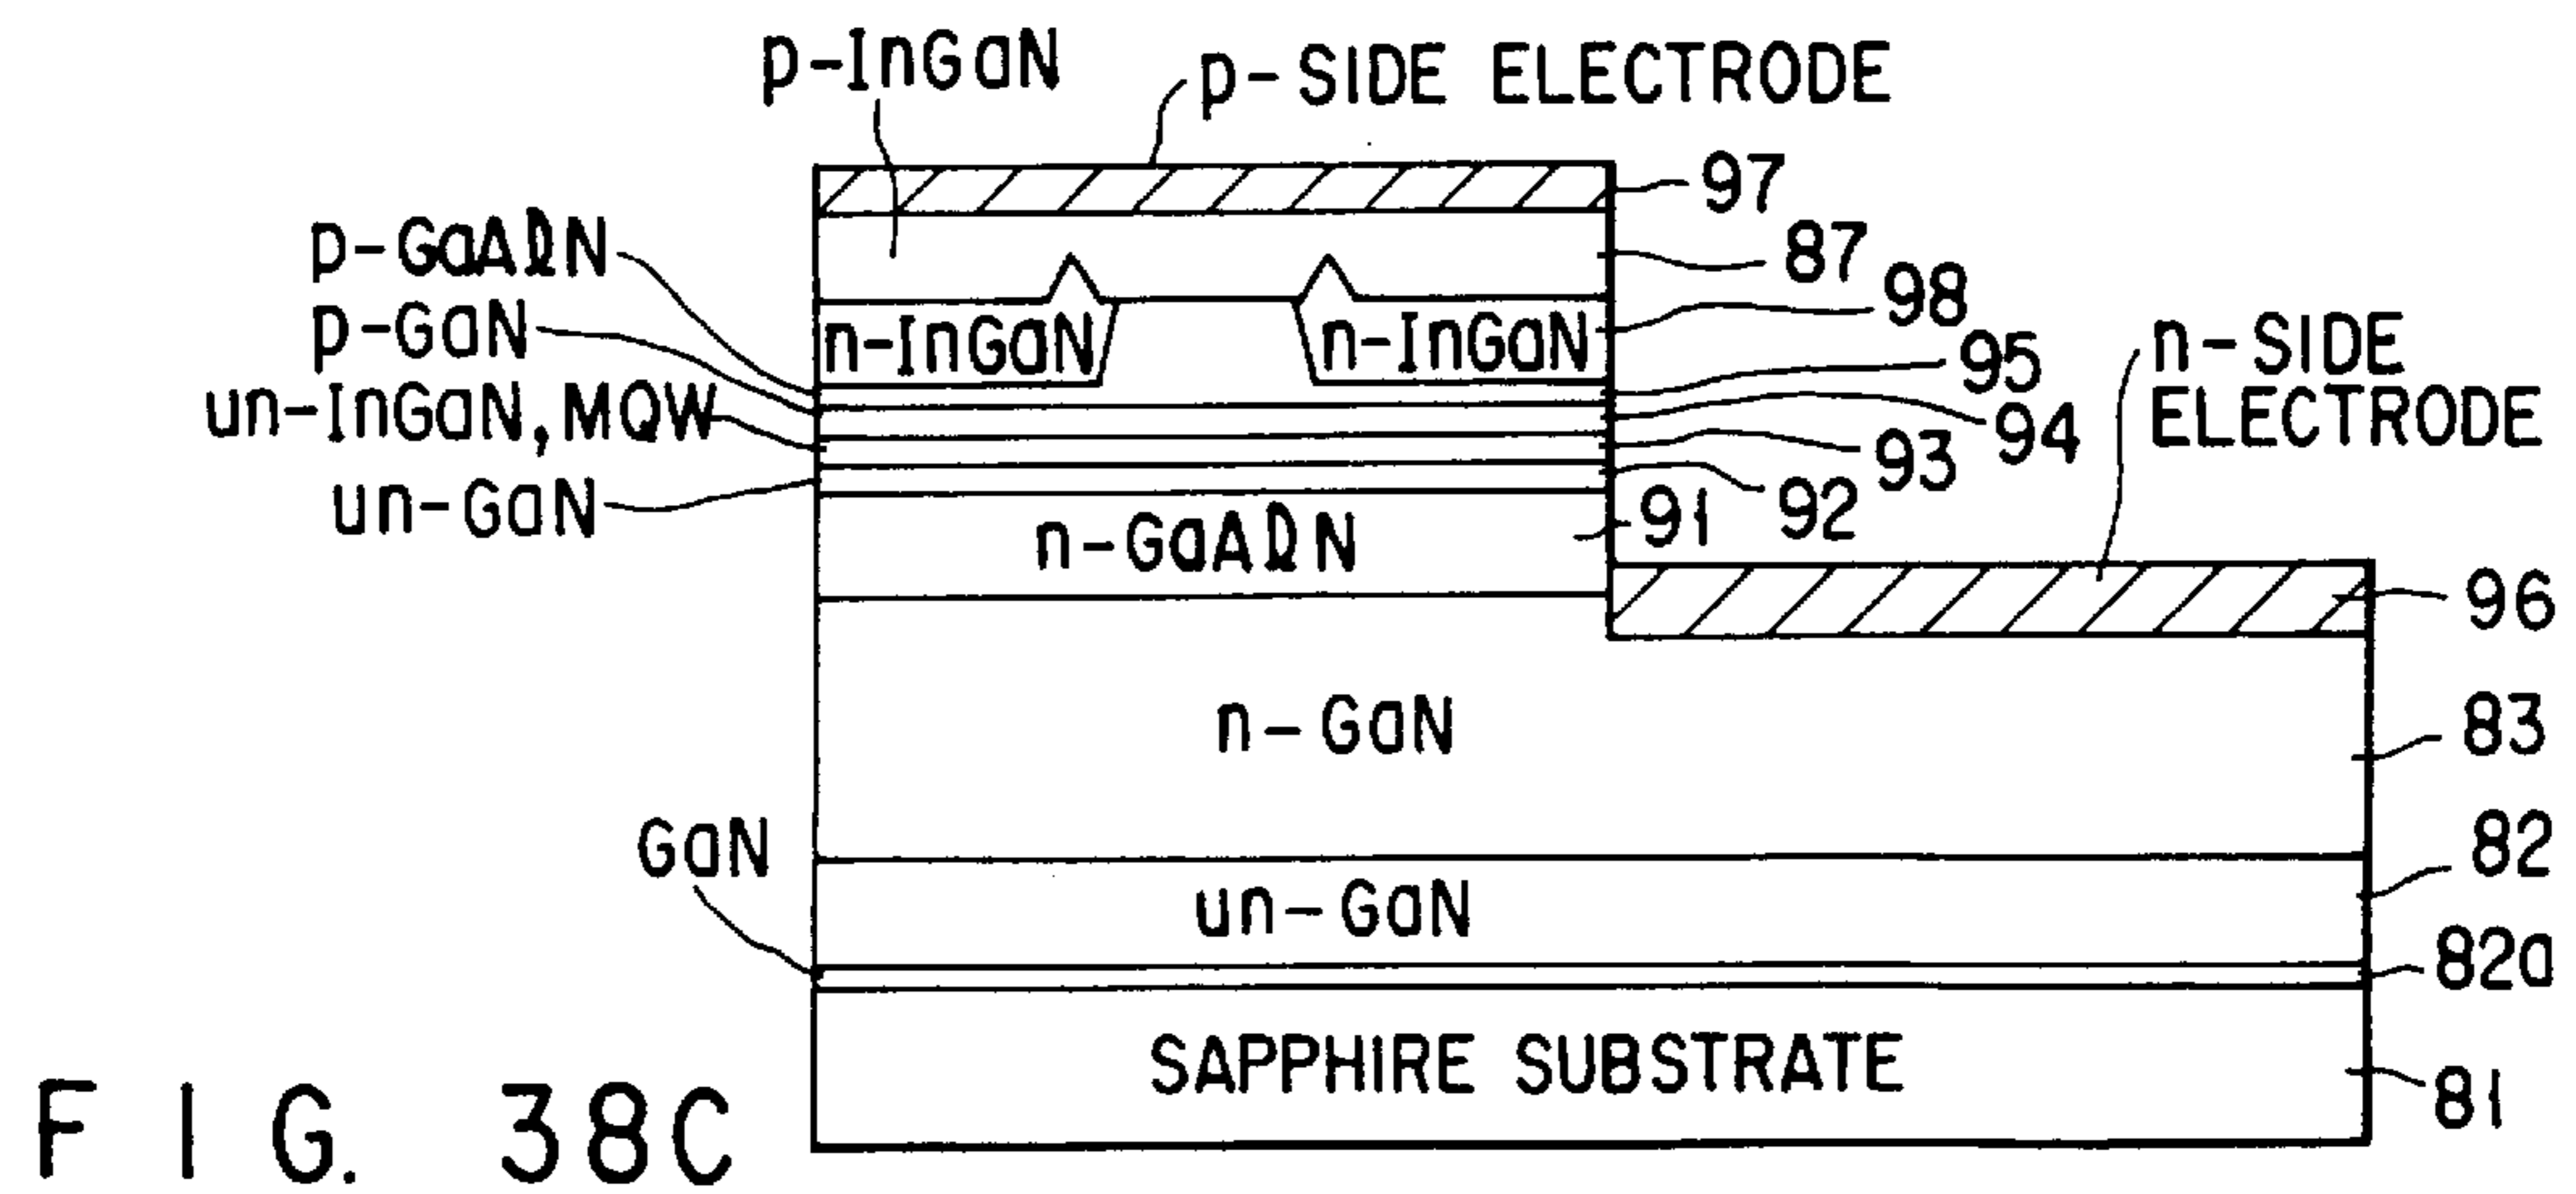 p-InGaN
p-SIDE ELECTRODE
97
p-GaAlN
87
98
p-GaN
n-InGaN
n-InGaN
95
n-SIDE
ELECTRODE
un-InGaN, MQW
94
93
un-GaN
92
91
n-GaAlN
96
n-GaN
83
GaN
82
un-GaN
82a
SAPPHIRE SUBSTRATE
81
FIG. 38C